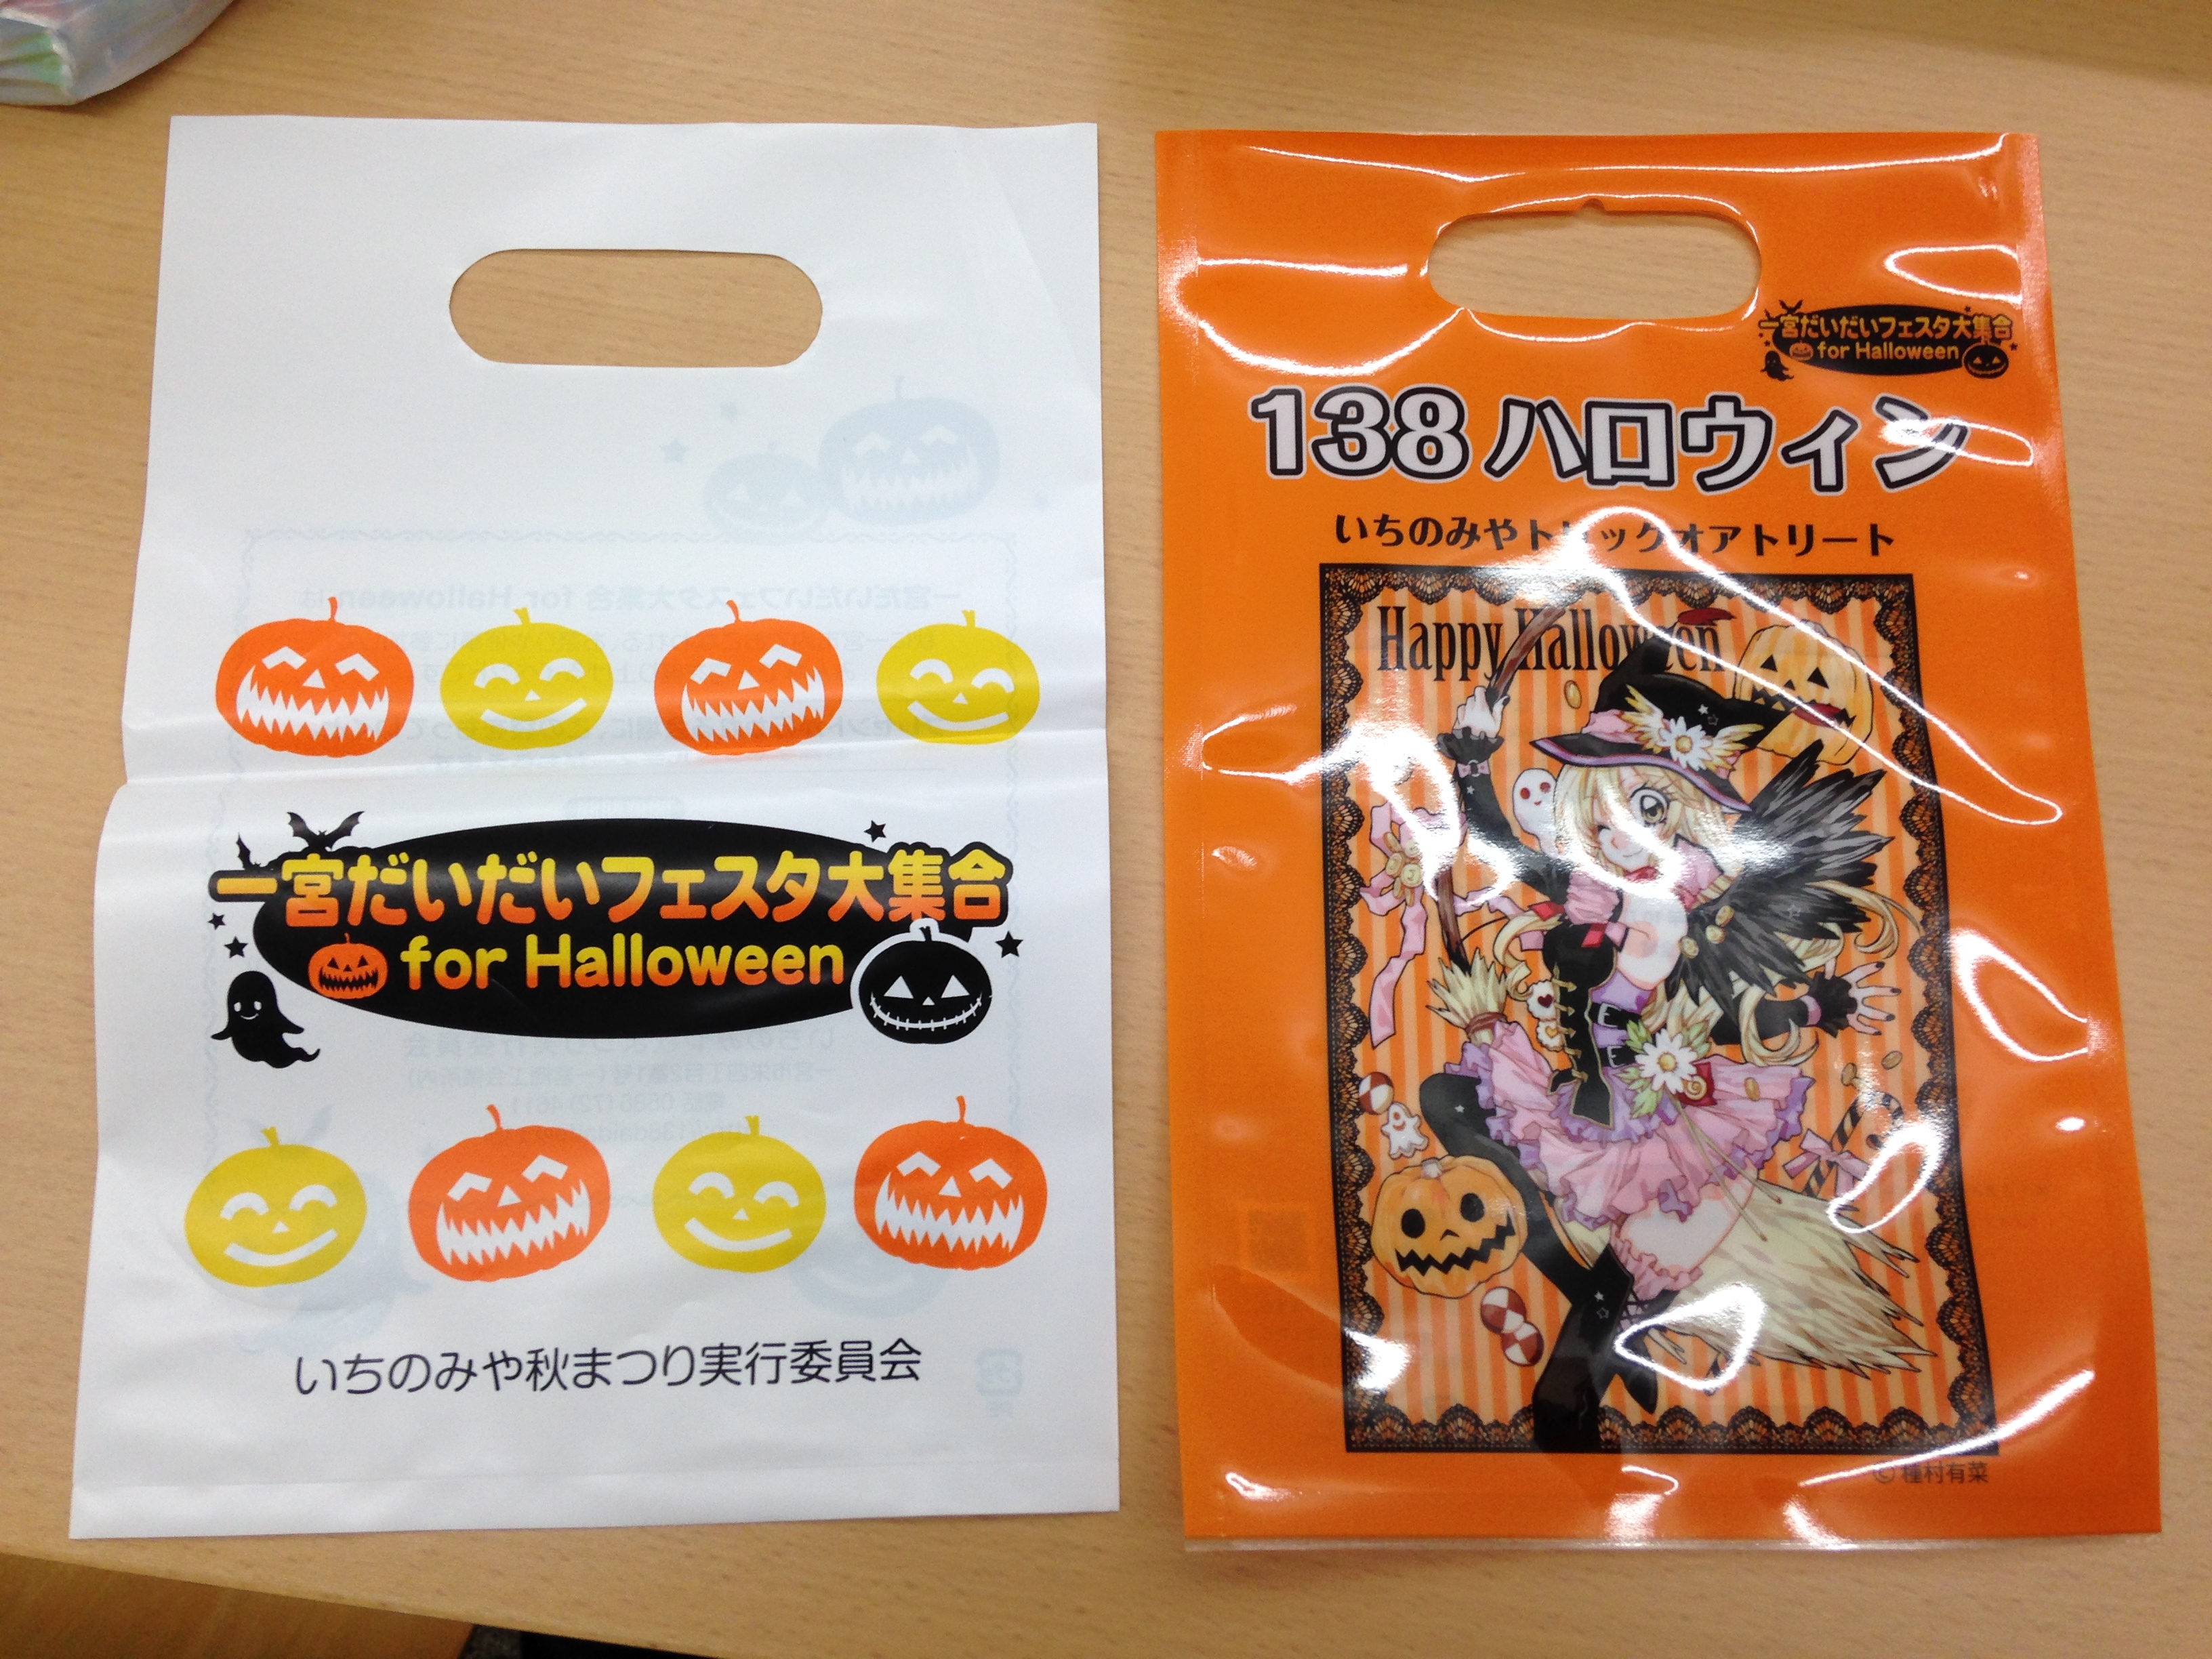 一宮だいだいフェスタ大集合
for Halloween
いちのみや秋まつり実行委員会
一宮だいだいフェスタ大集合
for Halloween
138ハロウィン
いちのみやトリックオアトリート
Happy Halloween
© 種村有菜